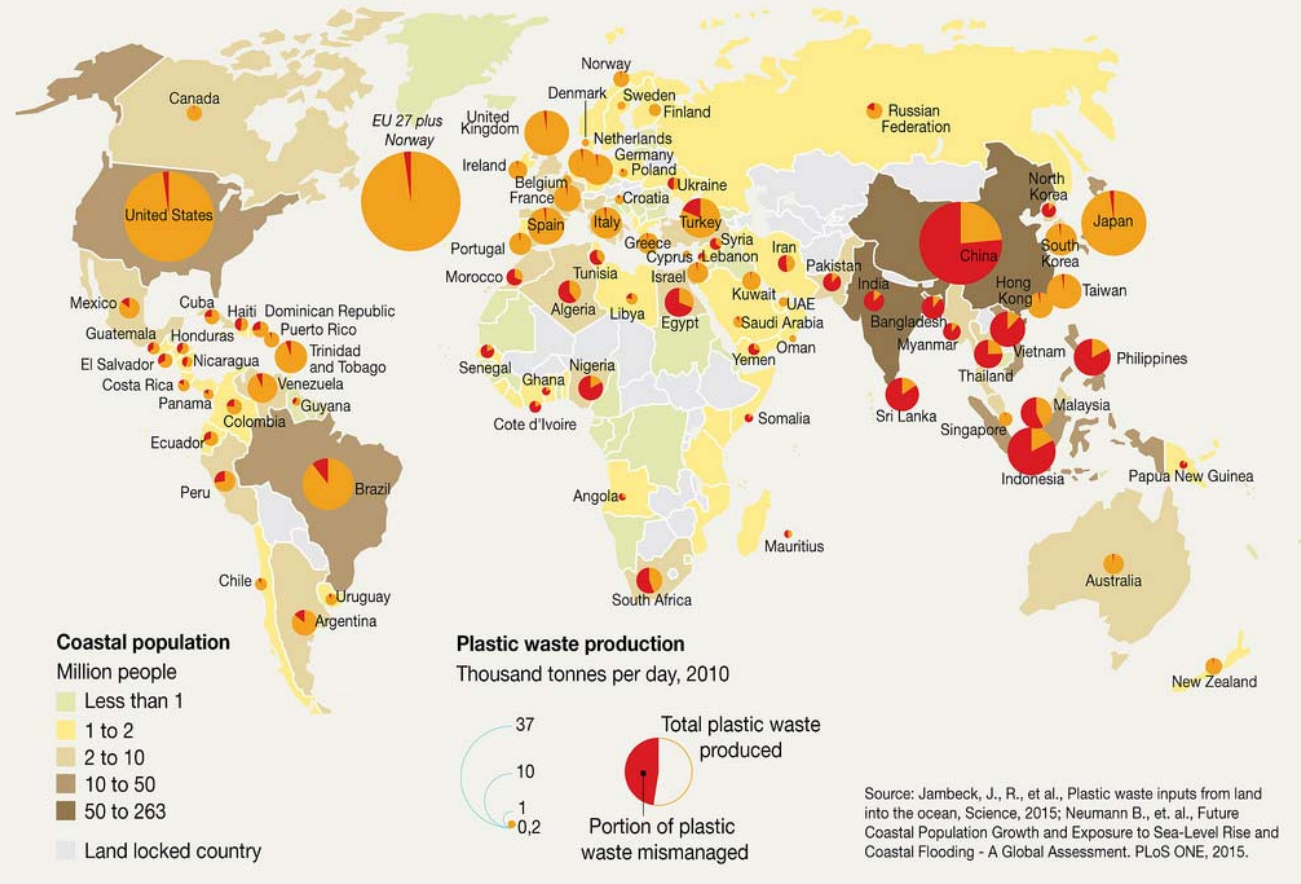 Norway
Denmark
Sweden
Finland
Canada
EU 27 plus
Norway
United
Kingdom
Russian
Federation
Netherlands
Germany
Poland
Ireland
Belgium
France
Ukraine
Croatia
North
Korea
United States
Spain
Italy
Turkey
Japan
Portugal
Greece
Syria
Cyprus
Lebanon
Iran
China
South
Korea
Morocco
Tunisia
Israel
Pakistan
India
Hong
Kong
Taiwan
Mexico
Cuba
Haiti
Dominican Republic
Puerto Rico
Algeria
Libya
Egypt
Kuwait
UAE
Saudi Arabia
Oman
Yemen
Bangladesh
Myanmar
Vietnam
Philippines
Thailand
Guatemala
Honduras
El Salvador
Nicaragua
Trinidad
and Tobago
Costa Rica
Venezuela
Panama
Guyana
Colombia
Ecuador
Senegal
Ghana
Nigeria
Cote d'Ivoire
Somalia
Sri Lanka
Malaysia
Singapore
Indonesia
Papua New Guinea
Peru
Brazil
Angola
Mauritius
Chile
Uruguay
Argentina
South Africa
Australia
New Zealand
Coastal population
Million people
Less than 1
1 to 2
2 to 10
10 to 50
50 to 263
Land locked country
Plastic waste production
Thousand tonnes per day, 2010
37
10
1
0,2
Total plastic waste
produced
Portion of plastic
waste mismanaged
Source: Jambeck, J., R., et al., Plastic waste inputs from land
into the ocean, Science, 2015; Neumann B., et. al., Future
Coastal Population Growth and Exposure to Sea-Level Rise and
Coastal Flooding - A Global Assessment. PLoS ONE, 2015.